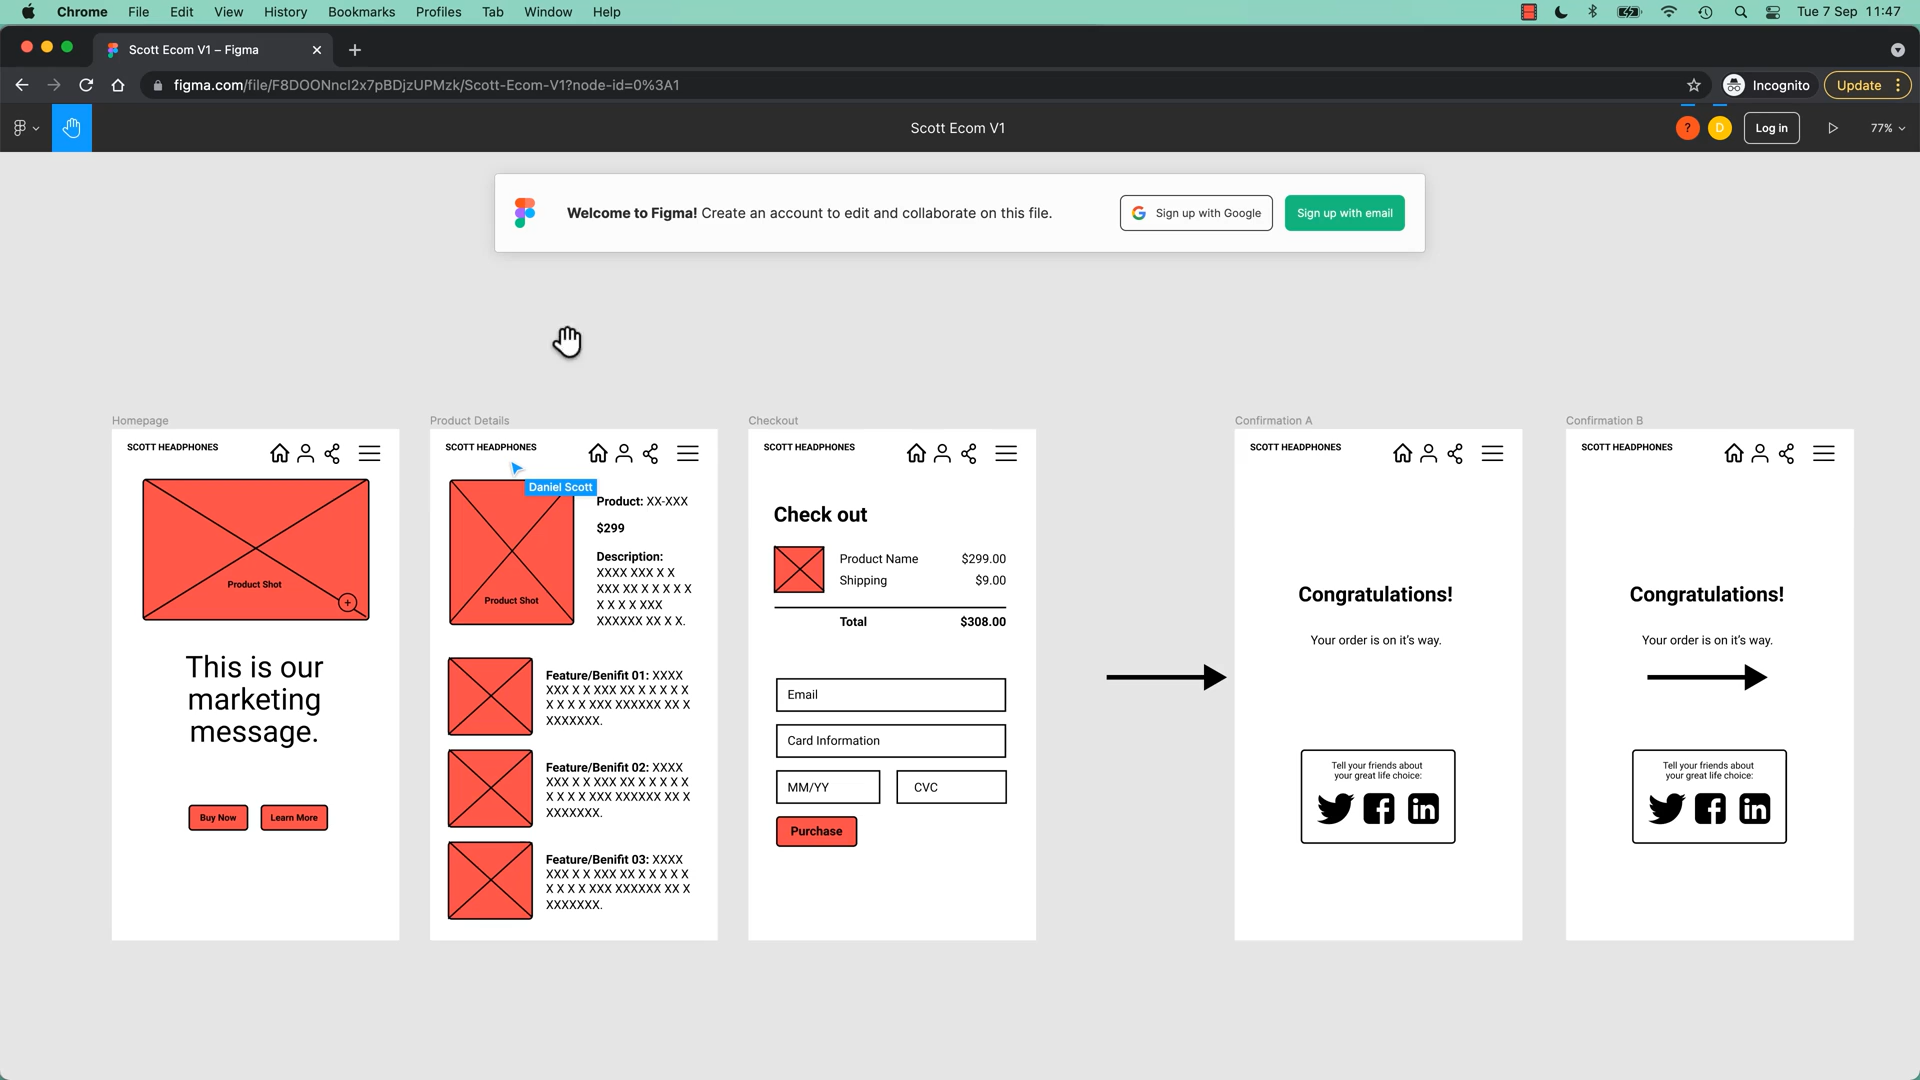 Chrome File Edit View History Bookmarks Profiles Tab Window Help Tue 7 Sep 11:47
Scott Ecom V1 – Figma
figma.com/file/F8DOONncI2x7pBDjzUPMzk/Scott-Ecom-V1?node-id=0%3A1
Incognito
Update
Scott Ecom V1
?
D
Log in
77%
Welcome to Figma! Create an account to edit and collaborate on this file.
Sign up with Google
Sign up with email
Homepage
SCOTT HEADPHONES
Product Shot
This is our
marketing
message.
Buy Now
Learn More
Product Details
SCOTT HEADPHONES
Daniel Scott
Product Shot
Product: XX-XXX
$299
Description:
XXXX XXX X X
XXX XX X X X X X
X X X X XXX
XXXXXX XX X X.
Feature/Benifit 01: XXXX
XXX X X XXX XX X X X X X
X X X X XXX XXXXXX XX X
XXXXXXX.
Feature/Benifit 02: XXXX
XXX X X XXX XX X X X X X
X X X X XXX XXXXXX XX X
XXXXXXX.
Feature/Benifit 03: XXXX
XXX X X XXX XX X X X X X
X X X X XXX XXXXXX XX X
XXXXXXX.
Checkout
SCOTT HEADPHONES
Check out
Product Name $299.00
Shipping $9.00
Total $308.00
Email
Card Information
MM/YY
CVC
Purchase
Confirmation A
SCOTT HEADPHONES
Congratulations!
Your order is on it's way.
Tell your friends about
your great life choice:
in
Confirmation B
SCOTT HEADPHONES
Congratulations!
Your order is on it's way.
Tell your friends about
your great life choice:
in